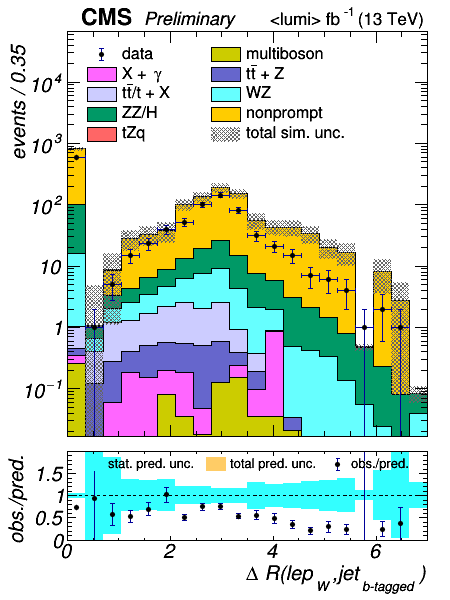 CMS Preliminary <lumi> fb⁻¹ (13 TeV)
events / 0.35
10⁴
10³
10²
10
1
10⁻¹
data
multiboson
X + γ
tt̄ + Z
tt̄/t + X
WZ
ZZ/H
nonprompt
tZq
total sim. unc.
obs./pred.
1.5
1
0.5
0
stat. pred. unc. total pred. unc. obs./pred.
0 2 4 6
Δ R(lep_W,jet_b-tagged)